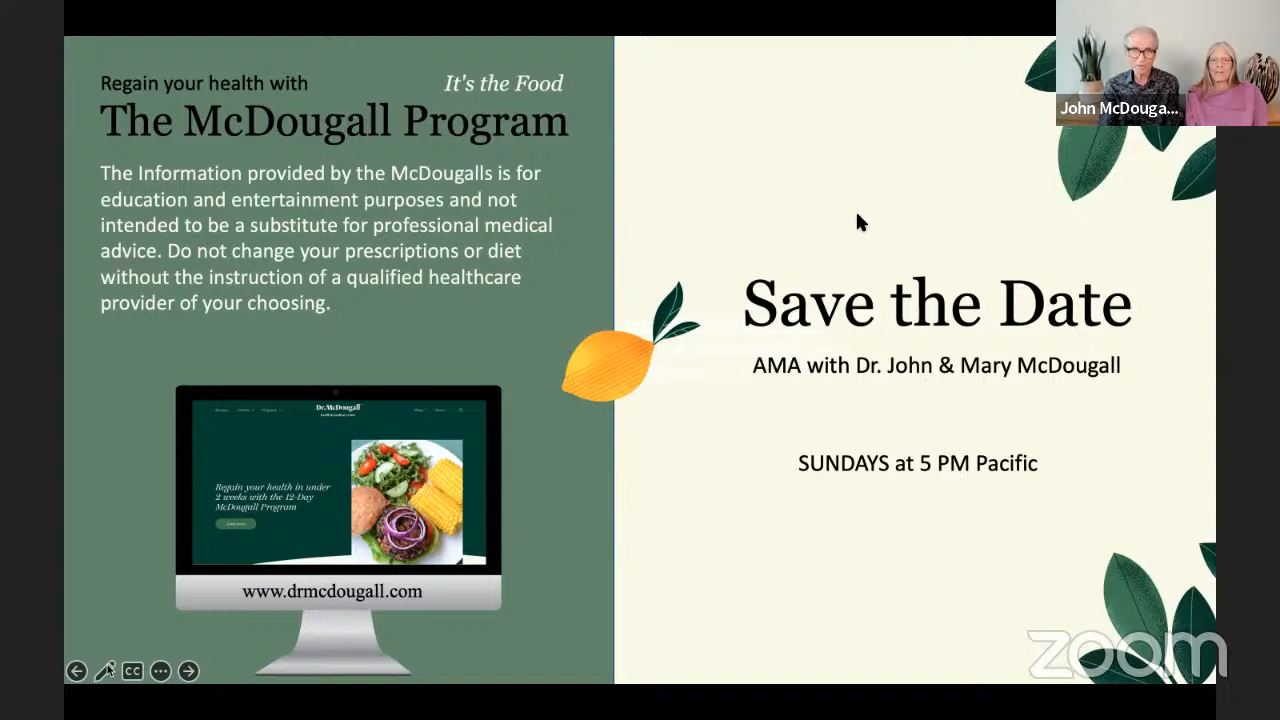 Regain your health with
It's the Food
The McDougall Program
The Information provided by the McDougalls is for
education and entertainment purposes and not
intended to be a substitute for professional medical
advice. Do not change your prescriptions or diet
without the instruction of a qualified healthcare
provider of your choosing.
Dr.McDougall
Regain your health in under
2 weeks with the 12-Day
McDougall Program
www.drmcdougall.com
CC
John McDouga...
Save the Date
AMA with Dr. John & Mary McDougall
SUNDAYS at 5 PM Pacific
zoom